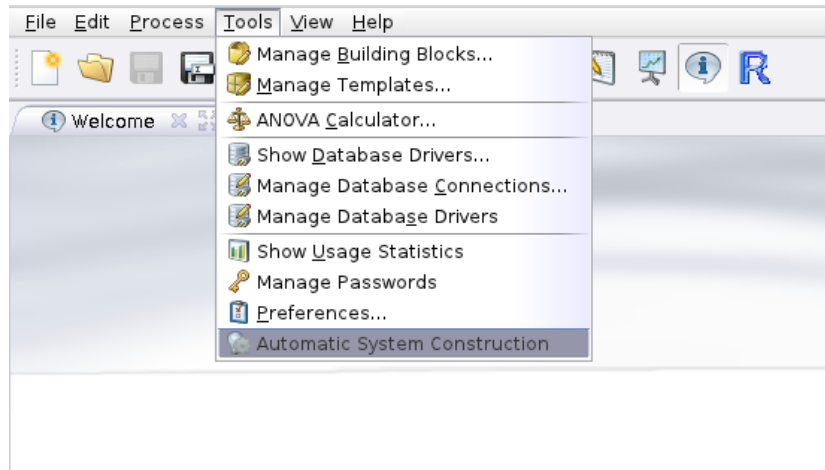 File Edit Process Tools View Help
Manage Building Blocks...
Manage Templates...
Welcome
ANOVA Calculator...
Show Database Drivers...
Manage Database Connections...
Manage Database Drivers
Show Usage Statistics
Manage Passwords
Preferences...
Automatic System Construction